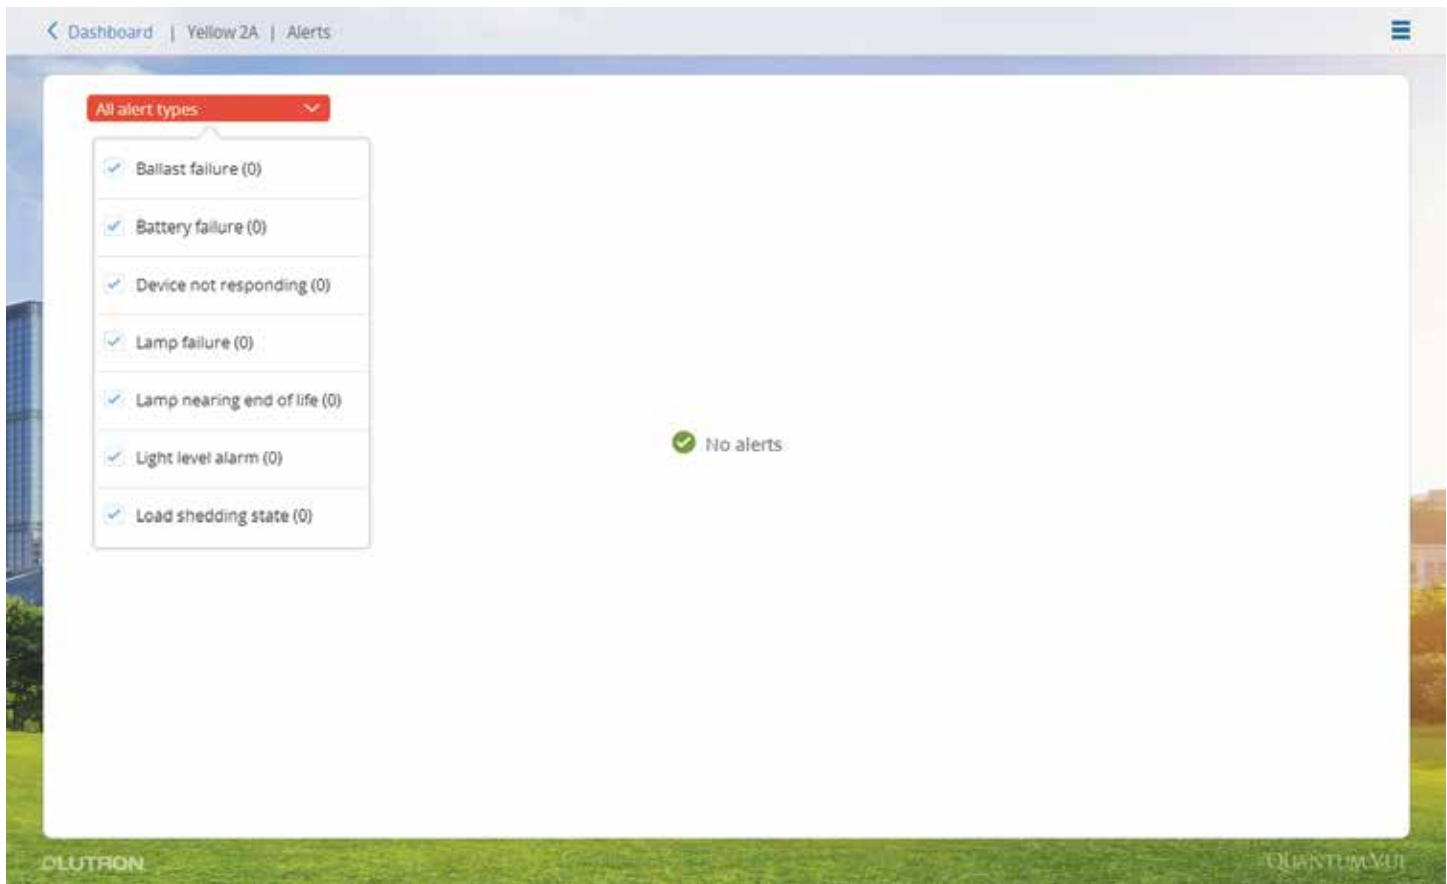 Dashboard | Yellow 2A | Alerts
All alert types
Ballast failure (0)
Battery failure (0)
Device not responding (0)
Lamp failure (0)
Lamp nearing end of life (0)
Light level alarm (0)
Load shedding state (0)
No alerts
LUTRON
QUANTUM VUE